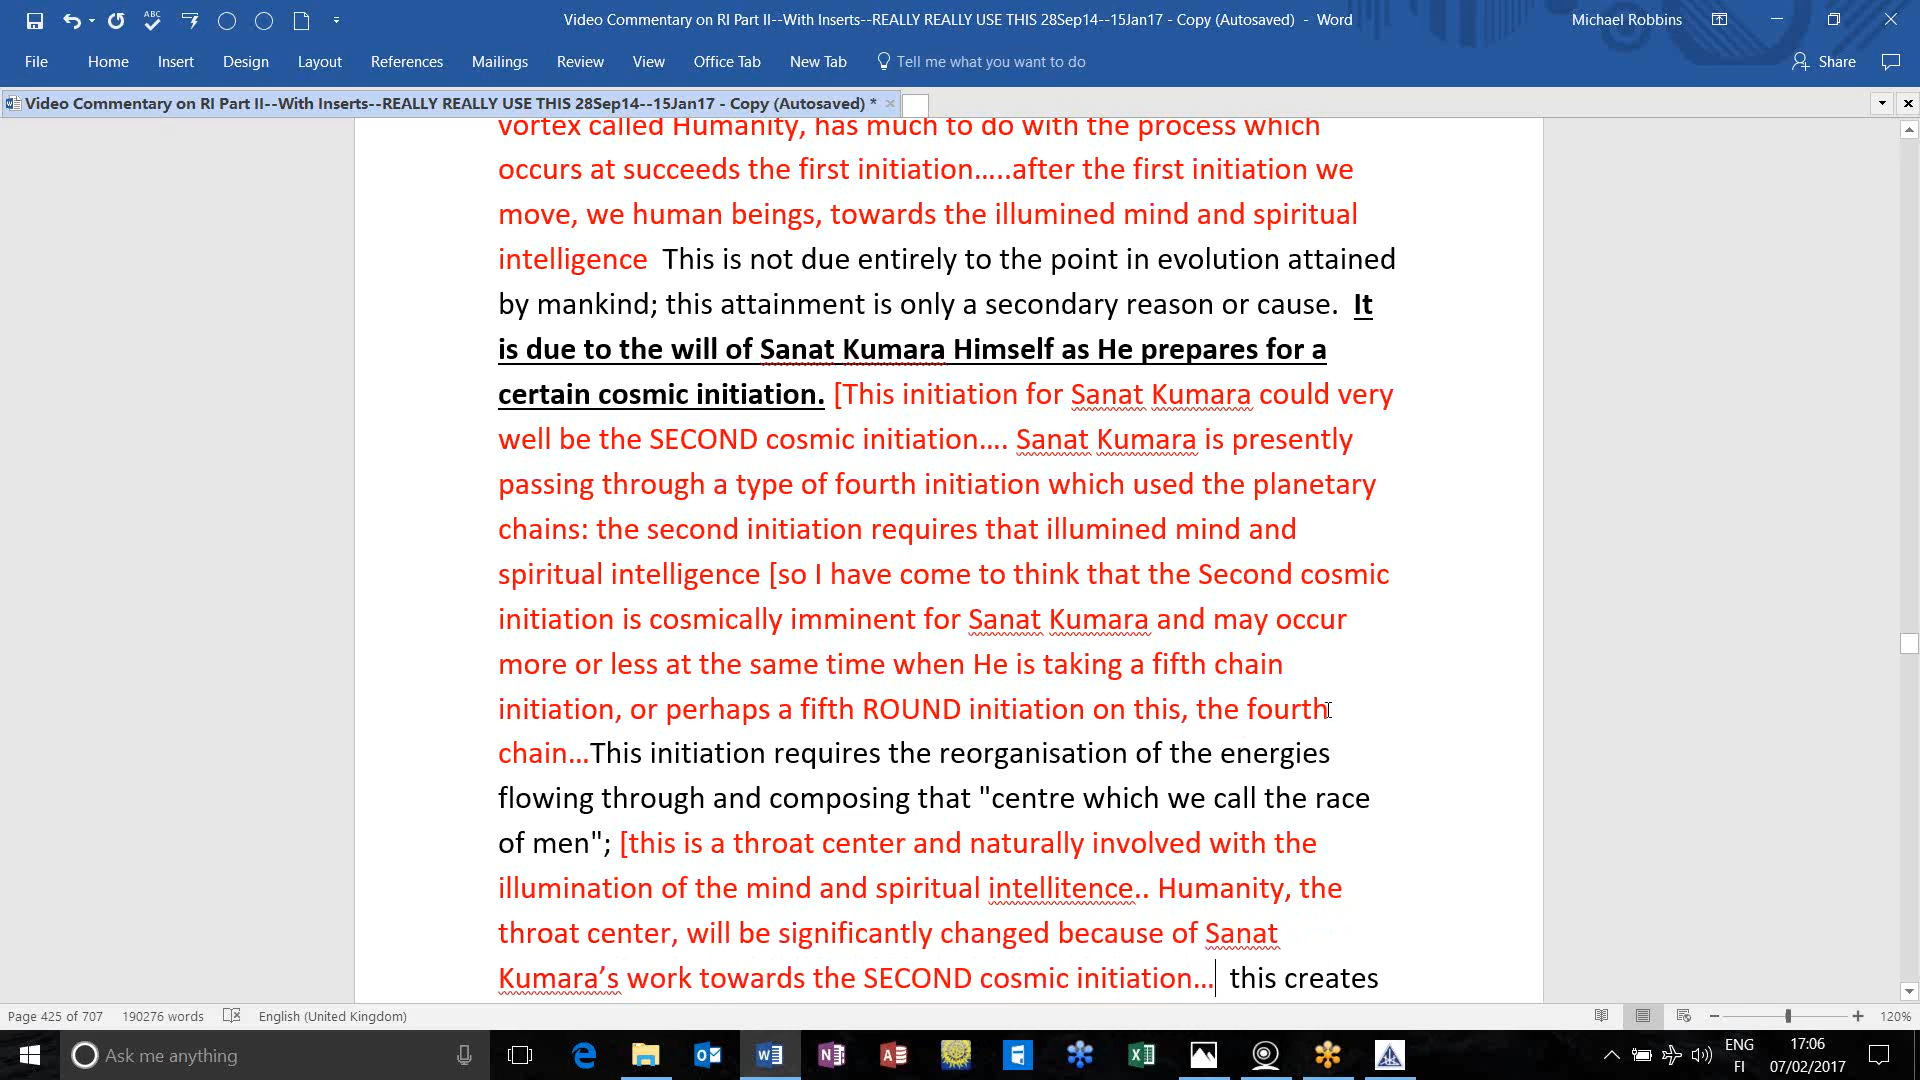 ABC
Video Commentary on RI Part II--With Inserts--REALLY REALLY USE THIS 28Sep14--15Jan17 - Copy (Autosaved) - Word
Michael Robbins
File Home Insert Design Layout References Mailings Review View Office Tab New Tab Tell me what you want to do Share
Video Commentary on RI Part II--With Inserts--REALLY REALLY USE THIS 28Sep14--15Jan17 - Copy (Autosaved) *
vortex called Humanity, has much to do with the process which
occurs at succeeds the first initiation…..after the first initiation we
move, we human beings, towards the illumined mind and spiritual
intelligence This is not due entirely to the point in evolution attained
by mankind; this attainment is only a secondary reason or cause. It
is due to the will of Sanat Kumara Himself as He prepares for a
certain cosmic initiation. [This initiation for Sanat Kumara could very
well be the SECOND cosmic initiation…. Sanat Kumara is presently
passing through a type of fourth initiation which used the planetary
chains: the second initiation requires that illumined mind and
spiritual intelligence [so I have come to think that the Second cosmic
initiation is cosmically imminent for Sanat Kumara and may occur
more or less at the same time when He is taking a fifth chain
initiation, or perhaps a fifth ROUND initiation on this, the fourth
chain…This initiation requires the reorganisation of the energies
flowing through and composing that "centre which we call the race
of men"; [this is a throat center and naturally involved with the
illumination of the mind and spiritual intellitence.. Humanity, the
throat center, will be significantly changed because of Sanat
Kumara’s work towards the SECOND cosmic initiation… this creates
Page 425 of 707 190276 words English (United Kingdom) 120%
Ask me anything
ENG
FI
17:06
07/02/2017